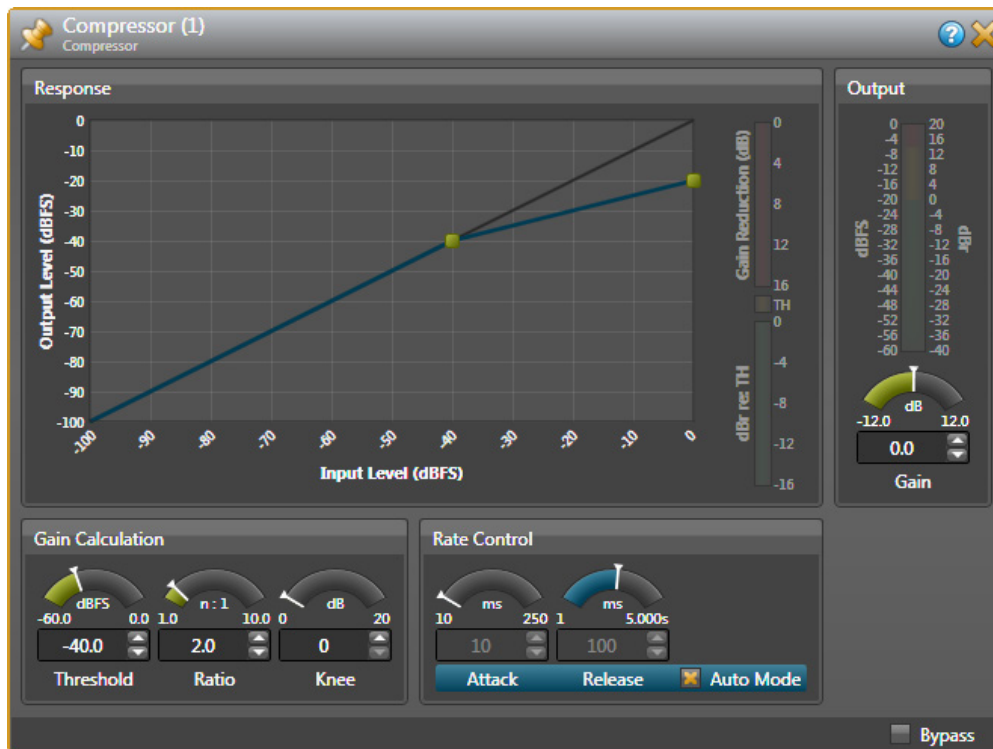 Compressor (1)
Compressor
Response
Output
0
-10
-20
-30
-40
-50
-60
-70
-80
-90
-100
Output Level (dBFS)
-100 -90 -80 -70 -60 -50 -40 -30 -20 -10 0
Input Level (dBFS)
Gain Reduction (dB)
0
4
8
12
16
TH
dBr re: TH
0
-4
-8
-12
-16
dBFS
dBr
0 20
-4 16
-8 12
-12 8
-16 4
-20 0
-24 -4
-28 -8
-32 -12
-36 -16
-40 -20
-44 -24
-48 -28
-52 -32
-56 -36
-60 -40
dB
-12.0 12.0
0.0
Gain
Gain Calculation
dBFS
-60.0 0.0
-40.0
Threshold
n : 1
1.0 10.0
2.0
Ratio
dB
0 20
0
Knee
Rate Control
ms
10 250
10
Attack
ms
1 5.000s
100
Release
Auto Mode
Bypass